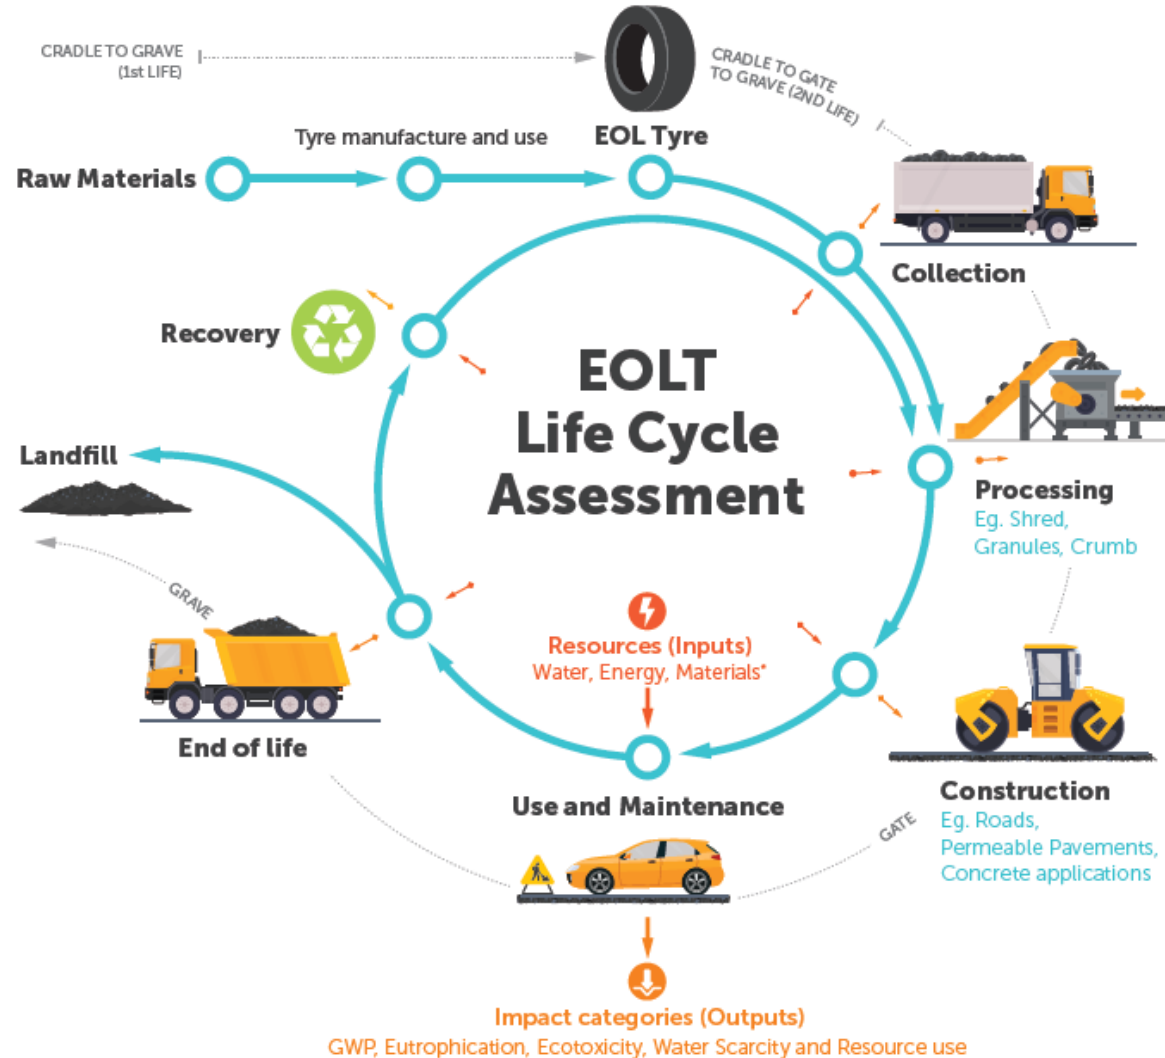 CRADLE TO GRAVE
(1st LIFE)
CRADLE TO GATE
TO GRAVE (2ND LIFE)
Tyre manufacture and use
EOL Tyre
Raw Materials
Collection
Recovery
EOLT
Life Cycle
Assessment
Landfill
Processing
Eg. Shred,
Granules, Crumb
GRAVE
Resources (Inputs)
Water, Energy, Materials*
End of life
Use and Maintenance
Construction
Eg. Roads,
Permeable Pavements,
Concrete applications
GATE
Impact categories (Outputs)
GWP, Eutrophication, Ecotoxicity, Water Scarcity and Resource use